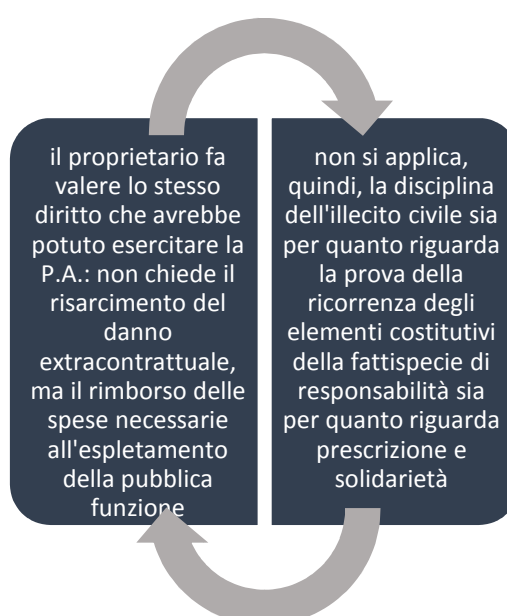 il proprietario fa
valere lo stesso
diritto che avrebbe
potuto esercitare la
P.A.: non chiede il
risarcimento del
danno
extracontrattuale,
ma il rimborso delle
spese necessarie
all'espletamento
della pubblica
funzione
non si applica,
quindi, la disciplina
dell'illecito civile sia
per quanto riguarda
la prova della
ricorrenza degli
elementi costitutivi
della fattispecie di
responsabilità sia
per quanto riguarda
prescrizione e
solidarietà